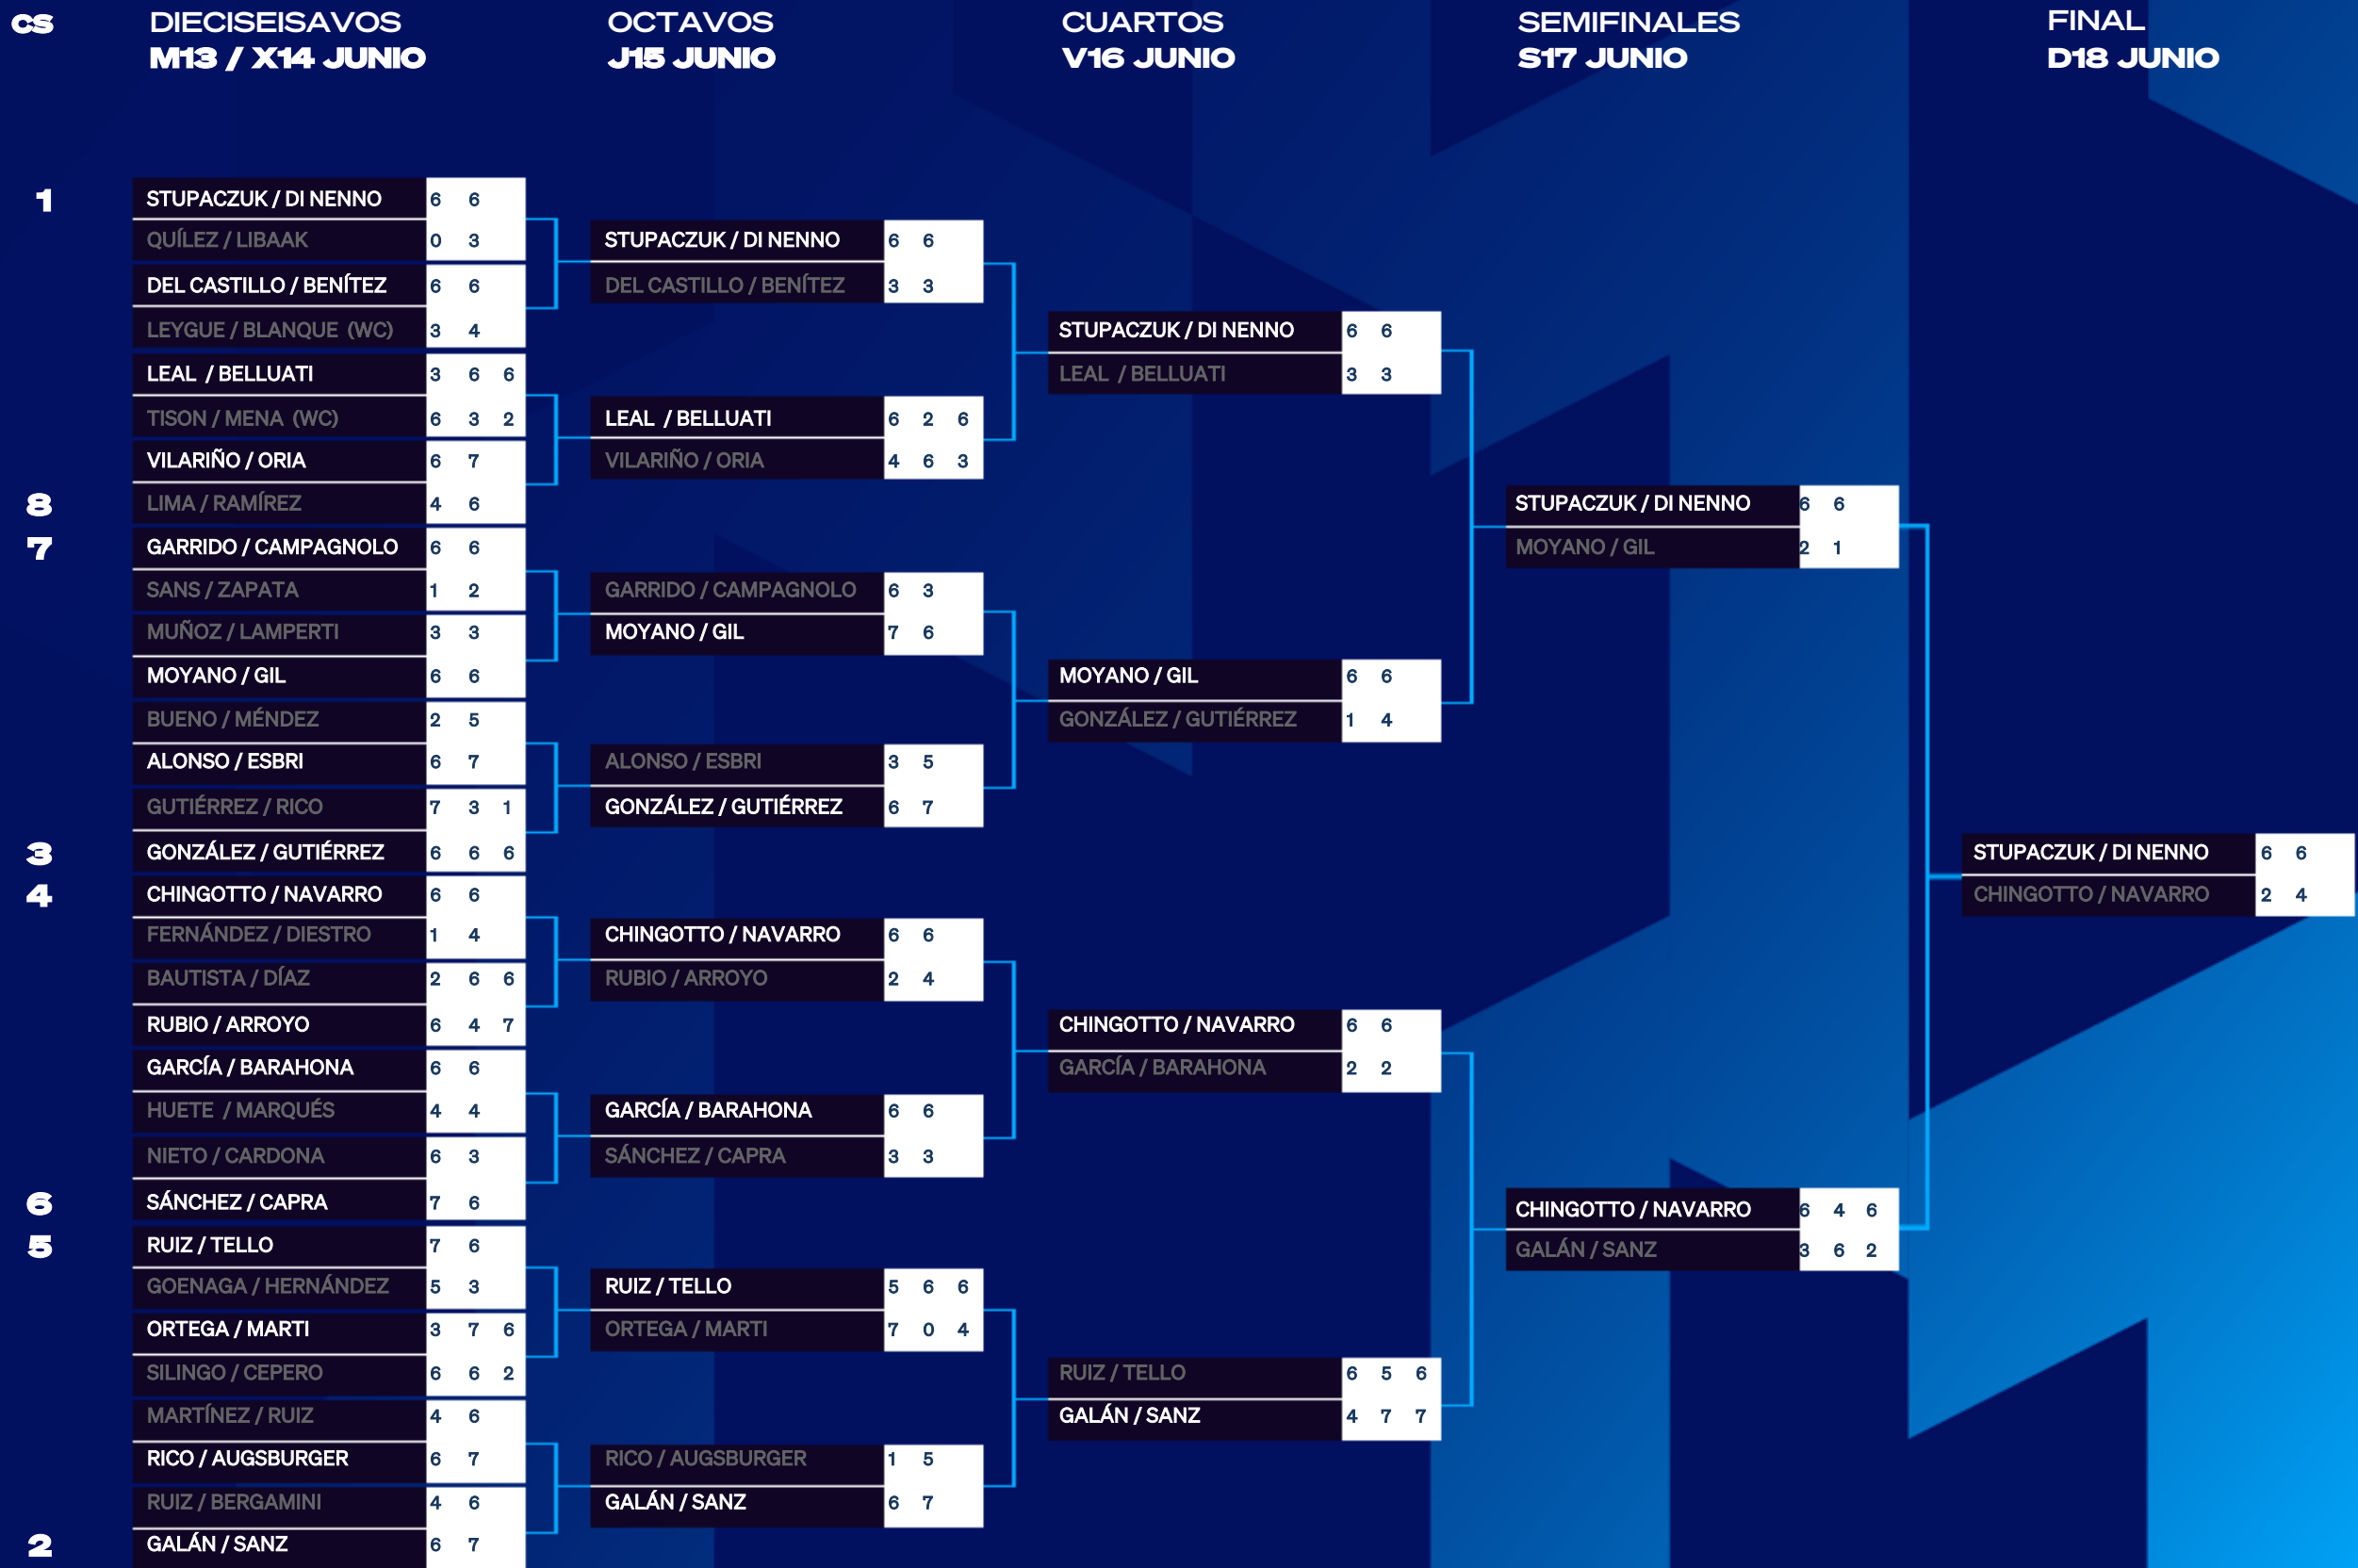 CS
DIECISEISAVOS
M13 / X14 JUNIO
OCTAVOS
J15 JUNIO
CUARTOS
V16 JUNIO
SEMIFINALES
S17 JUNIO
FINAL
D18 JUNIO
1 STUPACZUK / DI NENNO 6 6
QUÍLEZ / LIBAAK 0 3
DEL CASTILLO / BENÍTEZ 6 6
LEYGUE / BLANQUE (WC) 3 4
LEAL / BELLUATI 3 6 6
TISON / MENA (WC) 6 3 2
VILARIÑO / ORIA 6 7
8 LIMA / RAMÍREZ 4 6
7 GARRIDO / CAMPAGNOLO 6 6
SANS / ZAPATA 1 2
MUÑOZ / LAMPERTI 3 3
MOYANO / GIL 6 6
BUENO / MÉNDEZ 2 5
ALONSO / ESBRI 6 7
GUTIÉRREZ / RICO 7 3 1
3 GONZÁLEZ / GUTIÉRREZ 6 6 6
4 CHINGOTTO / NAVARRO 6 6
FERNÁNDEZ / DIESTRO 1 4
BAUTISTA / DÍAZ 2 6 6
RUBIO / ARROYO 6 4 7
GARCÍA / BARAHONA 6 6
HUETE / MARQUÉS 4 4
NIETO / CARDONA 6 3
6 SÁNCHEZ / CAPRA 7 6
5 RUIZ / TELLO 7 6
GOENAGA / HERNÁNDEZ 5 3
ORTEGA / MARTI 3 7 6
SILINGO / CEPERO 6 6 2
MARTÍNEZ / RUIZ 4 6
RICO / AUGSBURGER 6 7
RUIZ / BERGAMINI 4 6
2 GALÁN / SANZ 6 7
STUPACZUK / DI NENNO 6 6
DEL CASTILLO / BENÍTEZ 3 3
LEAL / BELLUATI 6 2 6
VILARIÑO / ORIA 4 6 3
GARRIDO / CAMPAGNOLO 6 3
MOYANO / GIL 7 6
ALONSO / ESBRI 3 5
GONZÁLEZ / GUTIÉRREZ 6 7
CHINGOTTO / NAVARRO 6 6
RUBIO / ARROYO 2 4
GARCÍA / BARAHONA 6 6
SÁNCHEZ / CAPRA 3 3
RUIZ / TELLO 5 6 6
ORTEGA / MARTI 7 0 4
RICO / AUGSBURGER 1 5
GALÁN / SANZ 6 7
STUPACZUK / DI NENNO 6 6
LEAL / BELLUATI 3 3
MOYANO / GIL 6 6
GONZÁLEZ / GUTIÉRREZ 1 4
CHINGOTTO / NAVARRO 6 6
GARCÍA / BARAHONA 2 2
RUIZ / TELLO 6 5 6
GALÁN / SANZ 4 7 7
STUPACZUK / DI NENNO 6 6
MOYANO / GIL 2 1
CHINGOTTO / NAVARRO 6 4 6
GALÁN / SANZ 3 6 2
STUPACZUK / DI NENNO 6 6
CHINGOTTO / NAVARRO 2 4